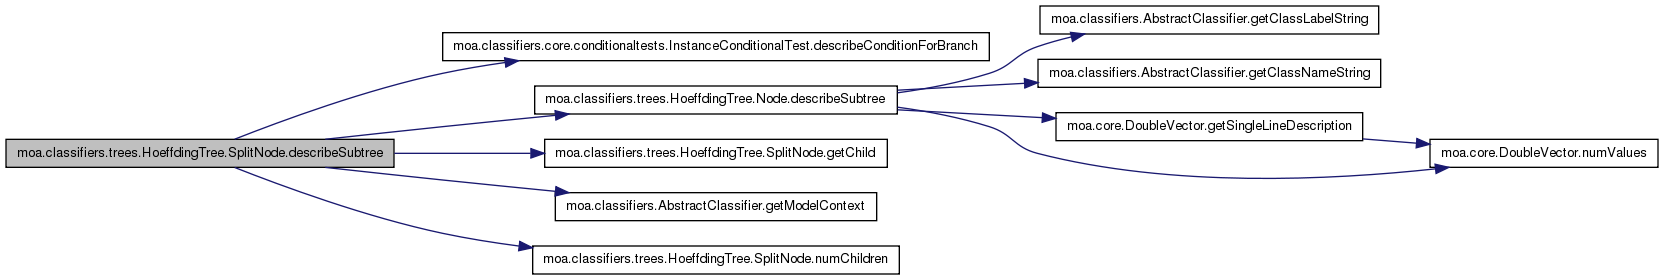 moa.classifiers.trees.HoeffdingTree.SplitNode.describeSubtree
moa.classifiers.core.conditionaltests.InstanceConditionalTest.describeConditionForBranch
moa.classifiers.trees.HoeffdingTree.Node.describeSubtree
moa.classifiers.trees.HoeffdingTree.SplitNode.getChild
moa.classifiers.AbstractClassifier.getModelContext
moa.classifiers.trees.HoeffdingTree.SplitNode.numChildren
moa.classifiers.AbstractClassifier.getClassLabelString
moa.classifiers.AbstractClassifier.getClassNameString
moa.core.DoubleVector.getSingleLineDescription
moa.core.DoubleVector.numValues